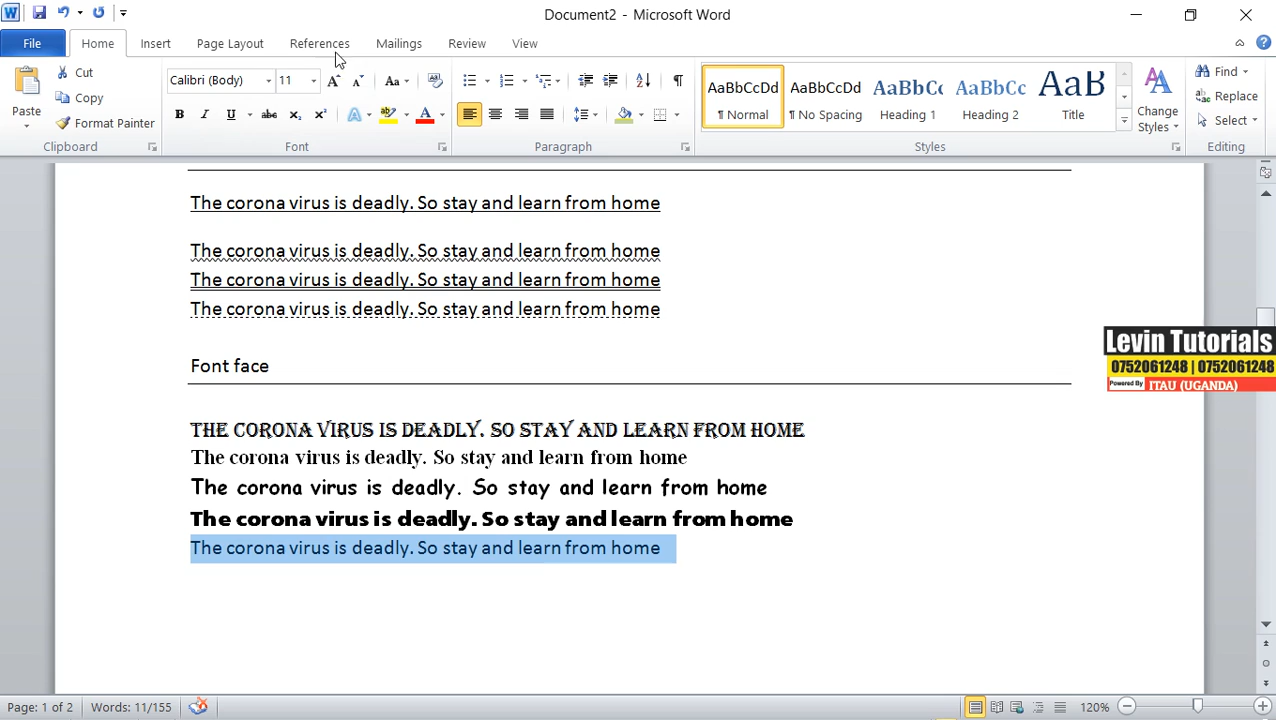 Document2 - Microsoft Word
File Home Insert Page Layout References Mailings Review View
Paste
Cut
Copy
Format Painter
Clipboard
Calibri (Body) 11
Font
Paragraph
AaBbCcDd AaBbCcDd AaBbCc AaBbCc AaB
¶ Normal ¶ No Spacing Heading 1 Heading 2 Title
Change
Styles
Styles
Find
Replace
Select
Editing
The corona virus is deadly. So stay and learn from home
The corona virus is deadly. So stay and learn from home
The corona virus is deadly. So stay and learn from home
The corona virus is deadly. So stay and learn from home
Font face
THE CORONA VIRUS IS DEADLY. SO STAY AND LEARN FROM HOME
The corona virus is deadly. So stay and learn from home
The corona virus is deadly. So stay and learn from home
The corona virus is deadly. So stay and learn from home
The corona virus is deadly. So stay and learn from home
Levin Tutorials
0752061248 | 0752061248
Powered By ITAU (UGANDA)
Page: 1 of 2 Words: 11/155 120%